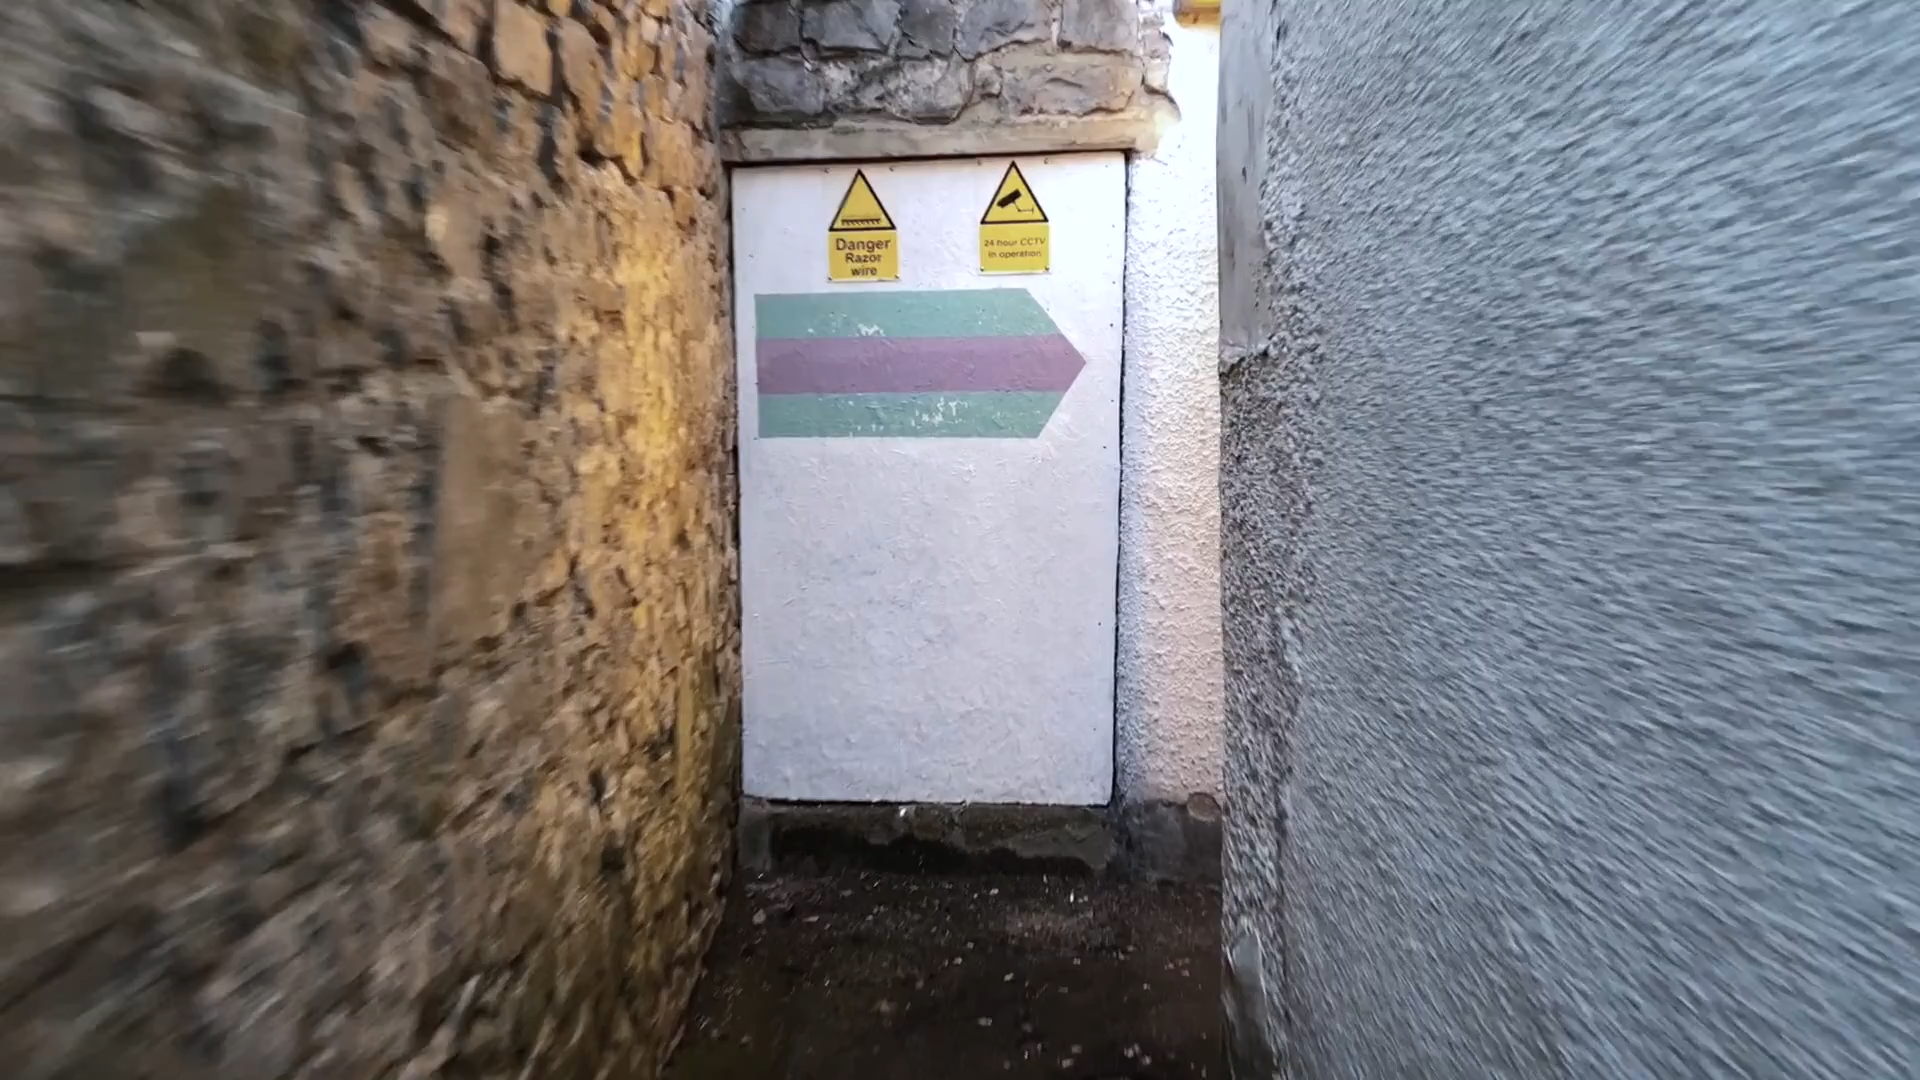 Danger
Razor
wire
24 hour CCTV
in operation